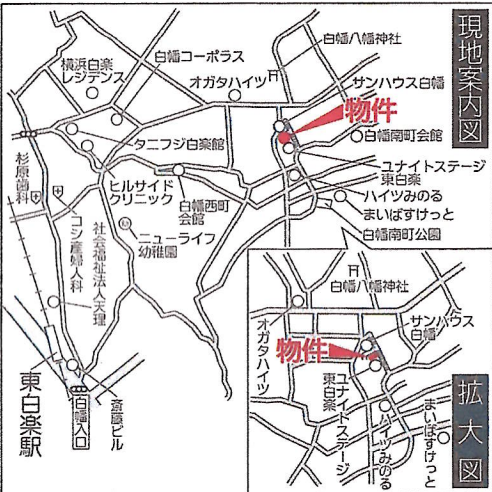 現地案内図
白幡八幡神社
白幡コーポラス
横浜白楽
レジデンス
オガタハイツ
サンハウス白幡
物件
白幡南町会館
タニフジ白楽館
ユナイトステージ
東白楽
杉原歯科
ヒルサイド
クリニック
白幡西町
会館
ハイツみのる
まいばすけっと
白幡南町公園
コシ産婦人科
社会福祉法人天理
ニューライフ
幼稚園
東白楽駅
白幡入口
斎藤ビル
白幡八幡神社
オガタハイツ
サンハウス
白幡
物件
ユナイトステージ
東白楽
ハイツみのる
まいばすけっと
拡大図